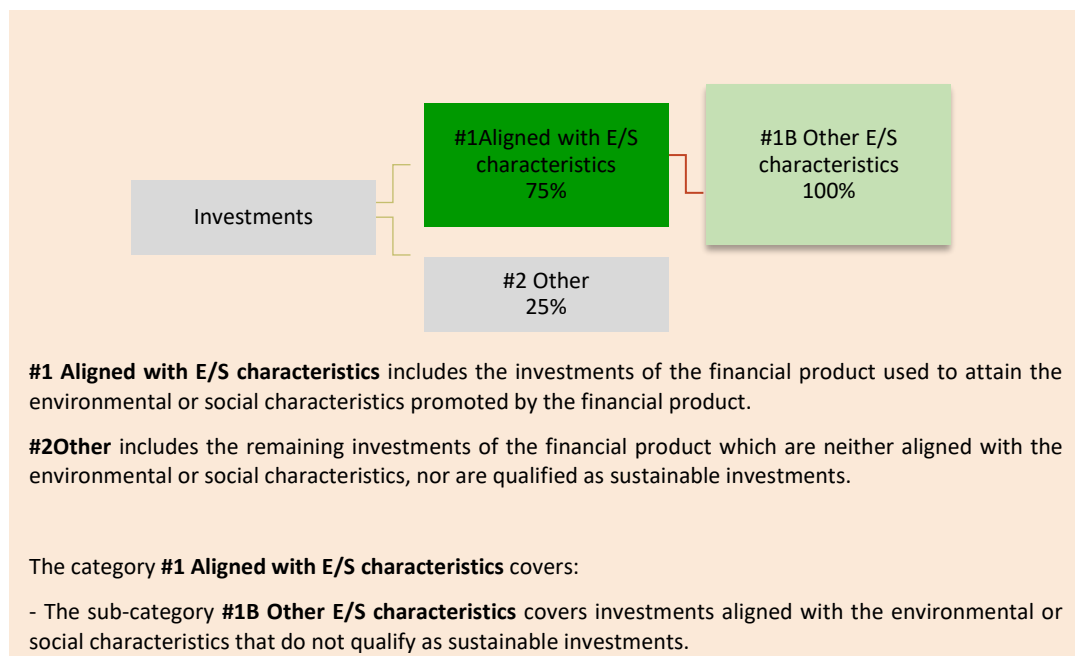 #1Aligned with E/S
characteristics
75%
#1B Other E/S
characteristics
100%
Investments
#2 Other
25%
#1 Aligned with E/S characteristics includes the investments of the financial product used to attain the
environmental or social characteristics promoted by the financial product.
#2Other includes the remaining investments of the financial product which are neither aligned with the
environmental or social characteristics, nor are qualified as sustainable investments.
The category #1 Aligned with E/S characteristics covers:
- The sub-category #1B Other E/S characteristics covers investments aligned with the environmental or
social characteristics that do not qualify as sustainable investments.